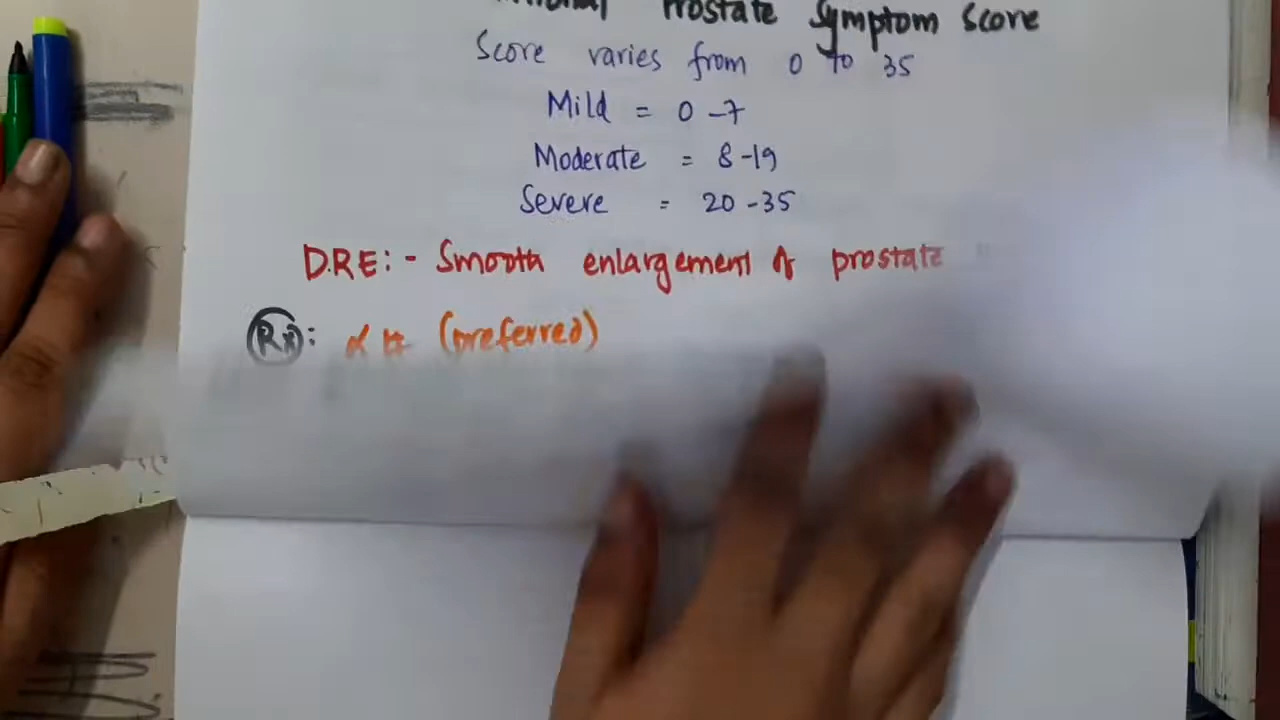 Prostate Symptom Score
Score varies from 0 to 35
Mild = 0-7
Moderate = 8-19
Severe = 20-35
D.R.E:- Smooth enlargement of prostate
Rx: α (preferred)